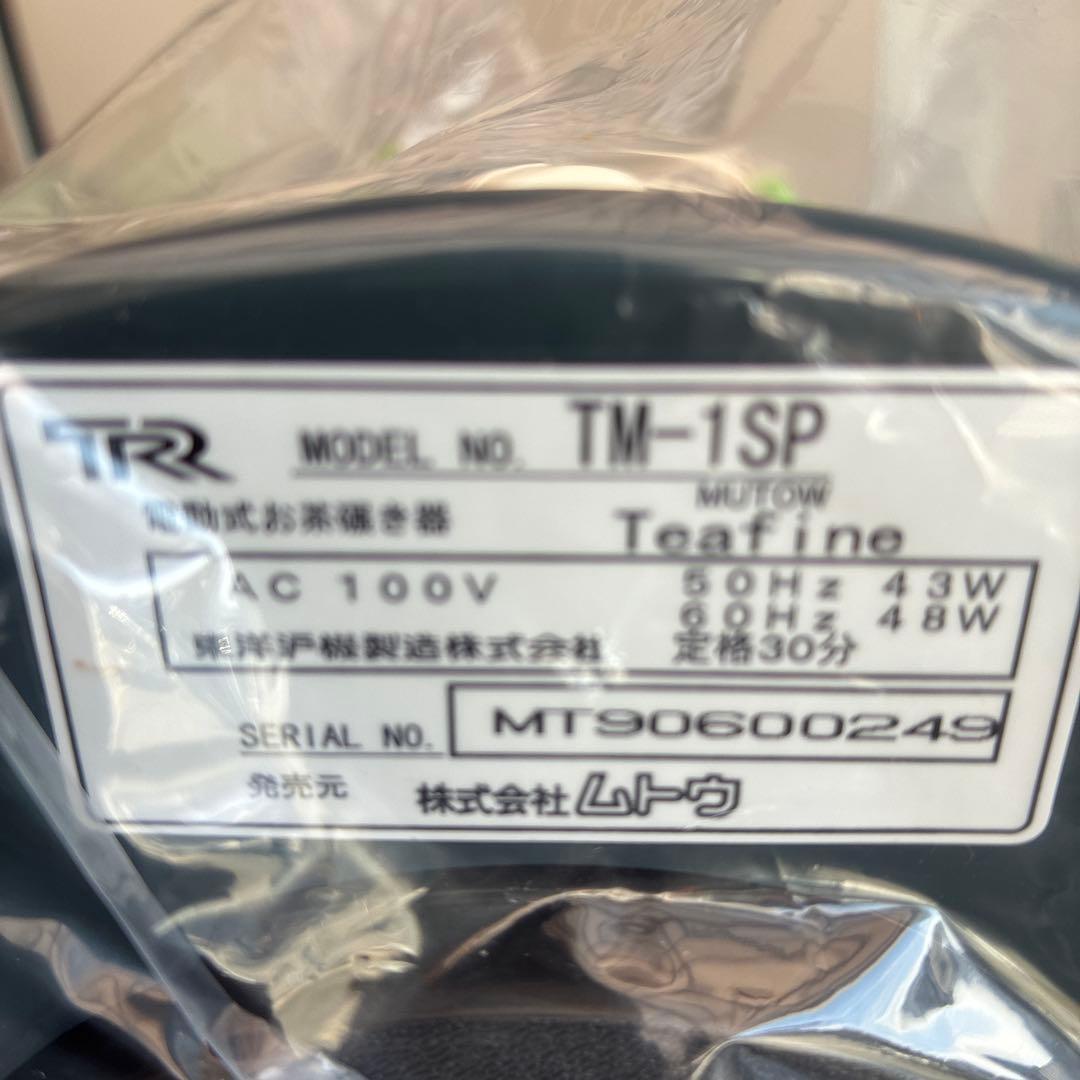 TRR MODEL NO. TM-1SP
電動式お茶碾き器 MUTOW
Teafine
AC 100V 50Hz 43W
60Hz 48W
東洋沪機製造株式会社 定格30分
SERIAL NO. MT90600249
発売元 株式会社ムトウ